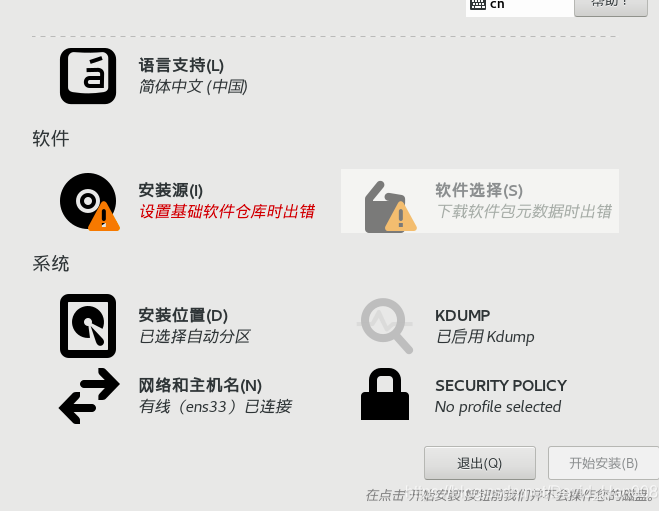 cn
帮助！
语言支持(L)
简体中文 (中国)
软件
安装源(I)
设置基础软件仓库时出错
软件选择(S)
下载软件包元数据时出错
系统
安装位置(D)
已选择自动分区
KDUMP
已启用 Kdump
网络和主机名(N)
有线（ens33）已连接
SECURITY POLICY
No profile selected
退出(Q)
开始安装(B)
在点击"开始安装"按钮前我们并不会操作您的磁盘。